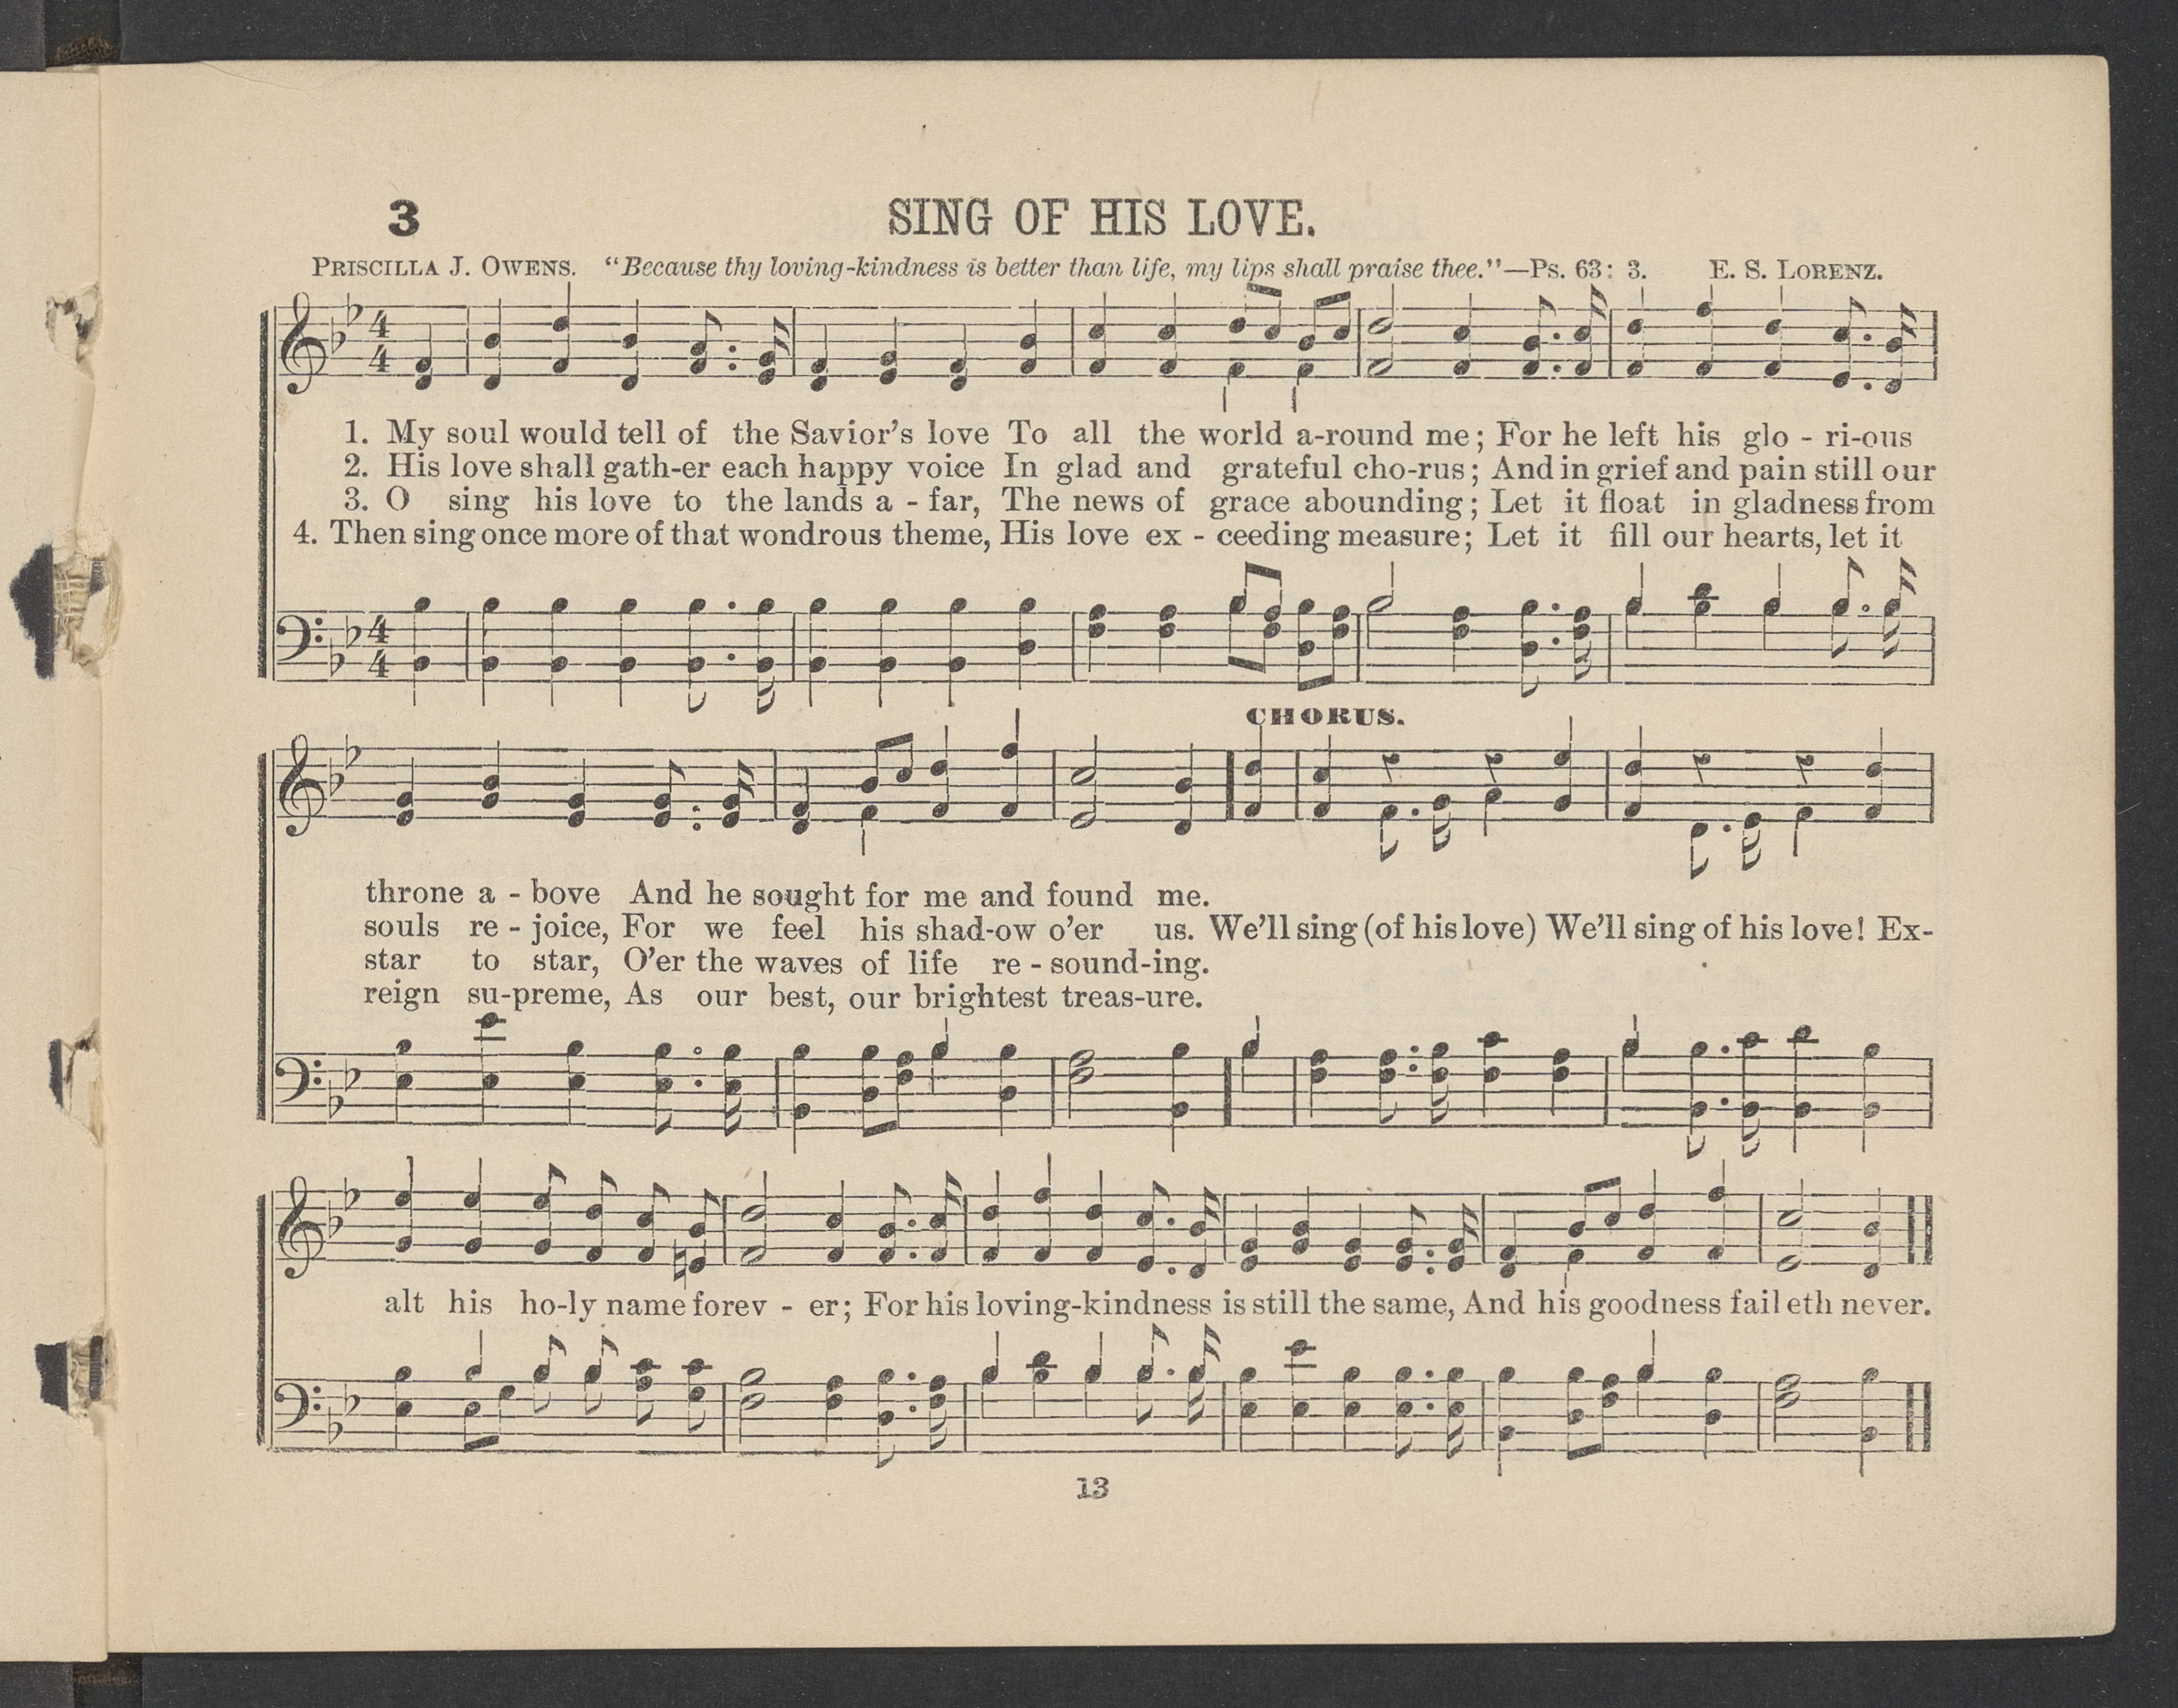 3
SING OF HIS LOVE.
PRISCILLA J. OWENS. "Because thy loving-kindness is better than life, my lips shall praise thee."—Ps. 63: 3. E. S. LORENZ.
4
4
1. My soul would tell of the Savior's love To all the world a-round me; For he left his glo - ri-ous
2. His love shall gath-er each happy voice In glad and grateful cho-rus; And in grief and pain still our
3. O sing his love to the lands a - far, The news of grace abounding; Let it float in gladness from
4. Then sing once more of that wondrous theme, His love ex - ceeding measure; Let it fill our hearts, let it
4
4
CHORUS.
throne a - bove And he sought for me and found me.
souls re - joice, For we feel his shad-ow o'er us. We'll sing (of his love) We'll sing of his love! Ex-
star to star, O'er the waves of life re - sound-ing.
reign su-preme, As our best, our brightest treas-ure.
alt his ho-ly name forev - er; For his loving-kindness is still the same, And his goodness fail eth never.
13